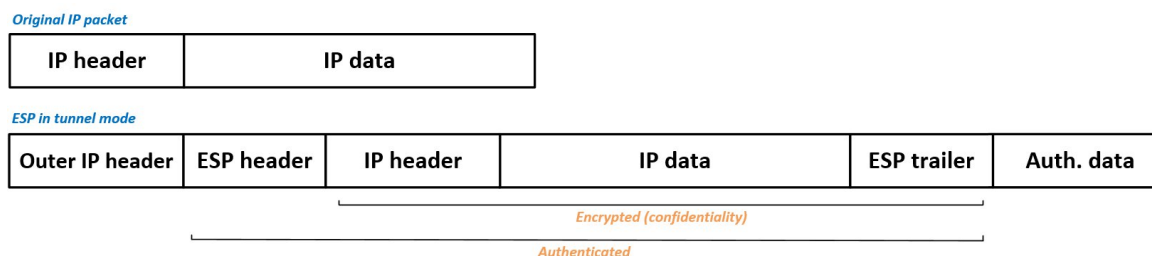 Original IP packet
IP header IP data
ESP in tunnel mode
Outer IP header ESP header IP header IP data ESP trailer Auth. data
Encrypted (confidentiality)
Authenticated